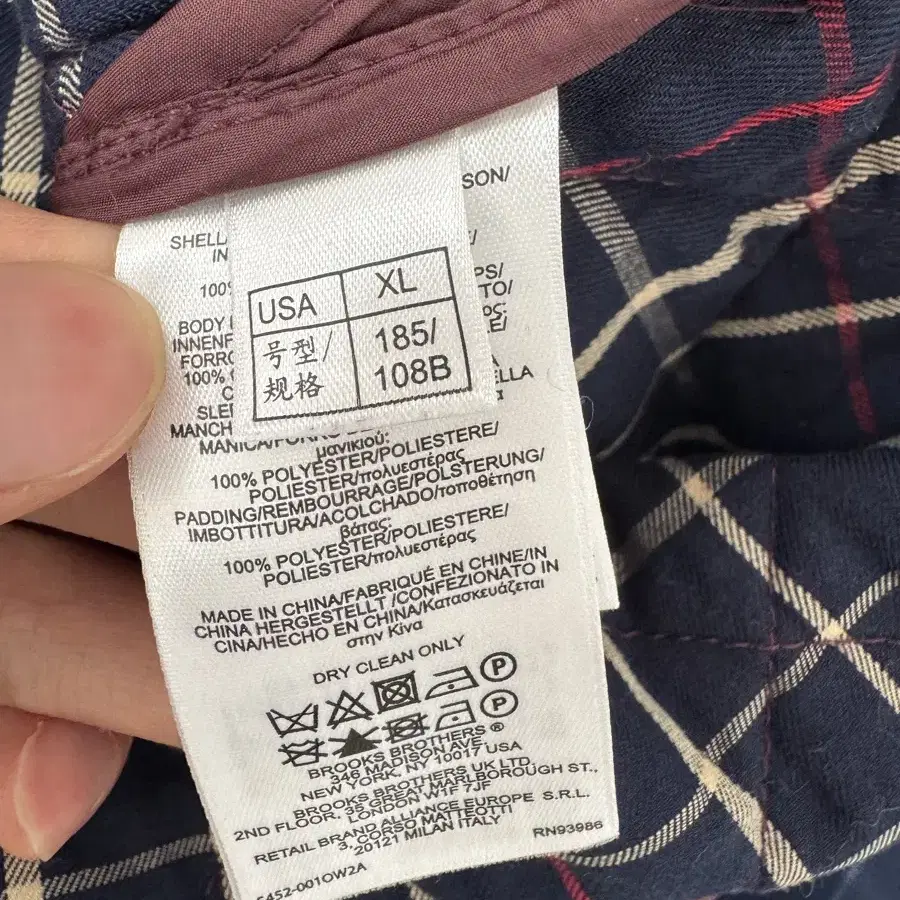 SON/
SHELL
IN
100%
PS/
TO/
BODY
INNENF
FORRO
100%
SLEE
ELLA
MANCH
USA XL
号型/ 185/
规格 108B
μανικιού:
100% POLYESTER/POLIESTERE/
POLIESTER/πολυεστέρας
PADDING/REMBOURRAGE/POLSTERUNG/
IMBOTTITURA/ACOLCHADO/τοποθέτηση
βάτας:
100% POLYESTER/POLIESTERE/
POLIESTER/πολυεστέρας
MADE IN CHINA/FABRIQUÉ EN CHINE/IN
CHINA HERGESTELLT /CONFEZIONATO IN
CINA/HECHO EN CHINA/Κατασκευάζεται
στην Κίνα
DRY CLEAN ONLY
P
P
BROOKS BROTHERS ®
346 MADISON AVE.
NEW YORK, NY 10017 USA
BROOKS BROTHERS UK LTD.
2ND FLOOR. 35 GREAT MARLBOROUGH ST.,
LONDON W1F 7JF
RETAIL BRAND ALLIANCE EUROPE S.R.L.
3, CORSO MATTEOTTI
20121 MILAN ITALY
RN93986
5452-001OW2A